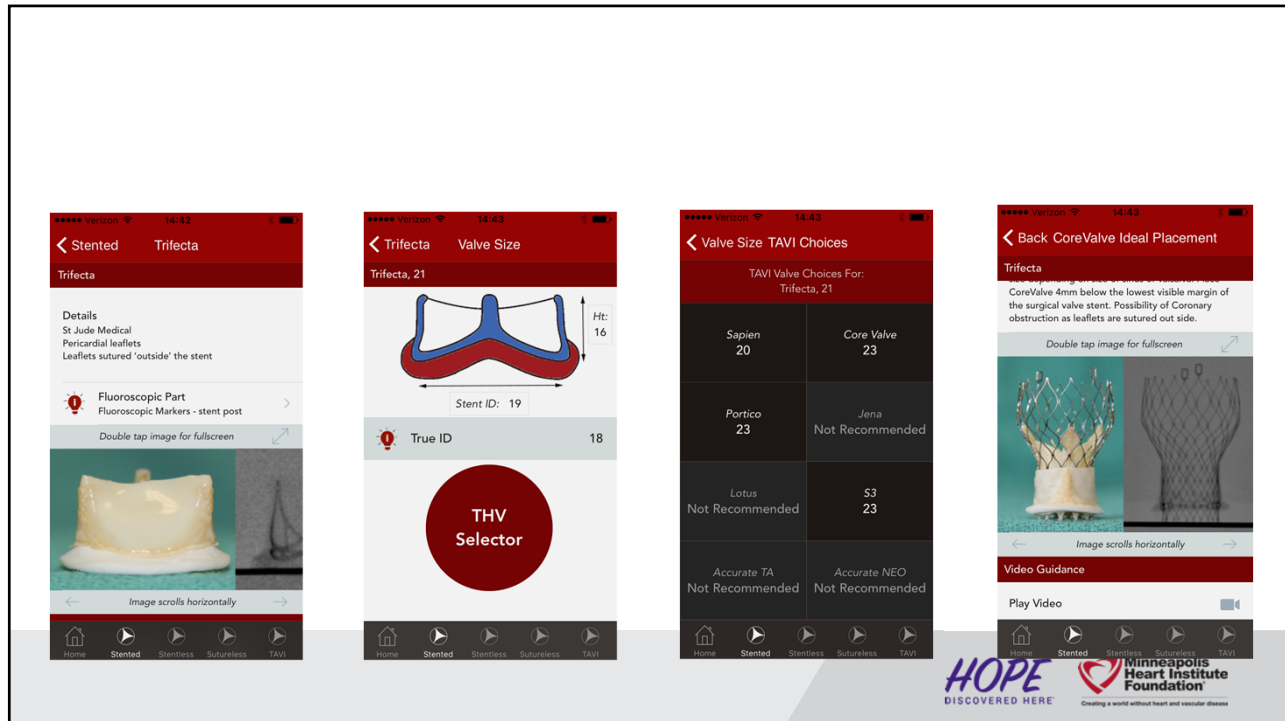 Verizon 14:42
Stented Trifecta
Trifecta
Details
St Jude Medical
Pericardial leaflets
Leaflets sutured 'outside' the stent
Fluoroscopic Part
Fluoroscopic Markers - stent post
Double tap image for fullscreen
Image scrolls horizontally
Home Stented Stentless Sutureless TAVI
Verizon 14:43
Trifecta Valve Size
Trifecta, 21
Ht:
16
Stent ID: 19
True ID 18
THV
Selector
Home Stented Stentless Sutureless TAVI
Verizon 14:43
Valve Size TAVI Choices
TAVI Valve Choices For:
Trifecta, 21
Sapien Core Valve
20 23
Portico Jena
23 Not Recommended
Lotus S3
Not Recommended 23
Accurate TA Accurate NEO
Not Recommended Not Recommended
Home Stented Stentless Sutureless TAVI
Verizon 14:43
Back CoreValve Ideal Placement
Trifecta
CoreValve 4mm below the lowest visible margin of
the surgical valve stent. Possibility of Coronary
obstruction as leaflets are sutured out side.
Double tap image for fullscreen
Image scrolls horizontally
Video Guidance
Play Video
Home Stented Stentless Sutureless TAVI
HOPE
DISCOVERED HERE
Minneapolis
Heart Institute
Foundation
Creating a world without heart and vascular disease